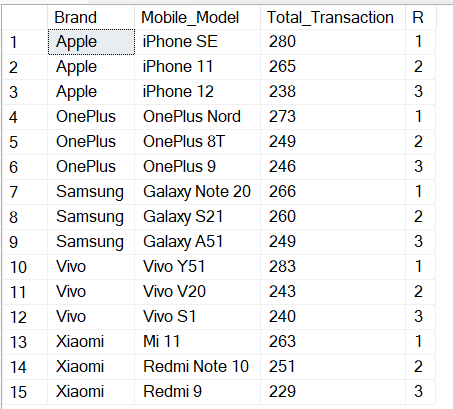 Brand Mobile_Model Total_Transaction R
1 Apple iPhone SE 280 1
2 Apple iPhone 11 265 2
3 Apple iPhone 12 238 3
4 OnePlus OnePlus Nord 273 1
5 OnePlus OnePlus 8T 249 2
6 OnePlus OnePlus 9 246 3
7 Samsung Galaxy Note 20 266 1
8 Samsung Galaxy S21 260 2
9 Samsung Galaxy A51 249 3
10 Vivo Vivo Y51 283 1
11 Vivo Vivo V20 243 2
12 Vivo Vivo S1 240 3
13 Xiaomi Mi 11 263 1
14 Xiaomi Redmi Note 10 251 2
15 Xiaomi Redmi 9 229 3